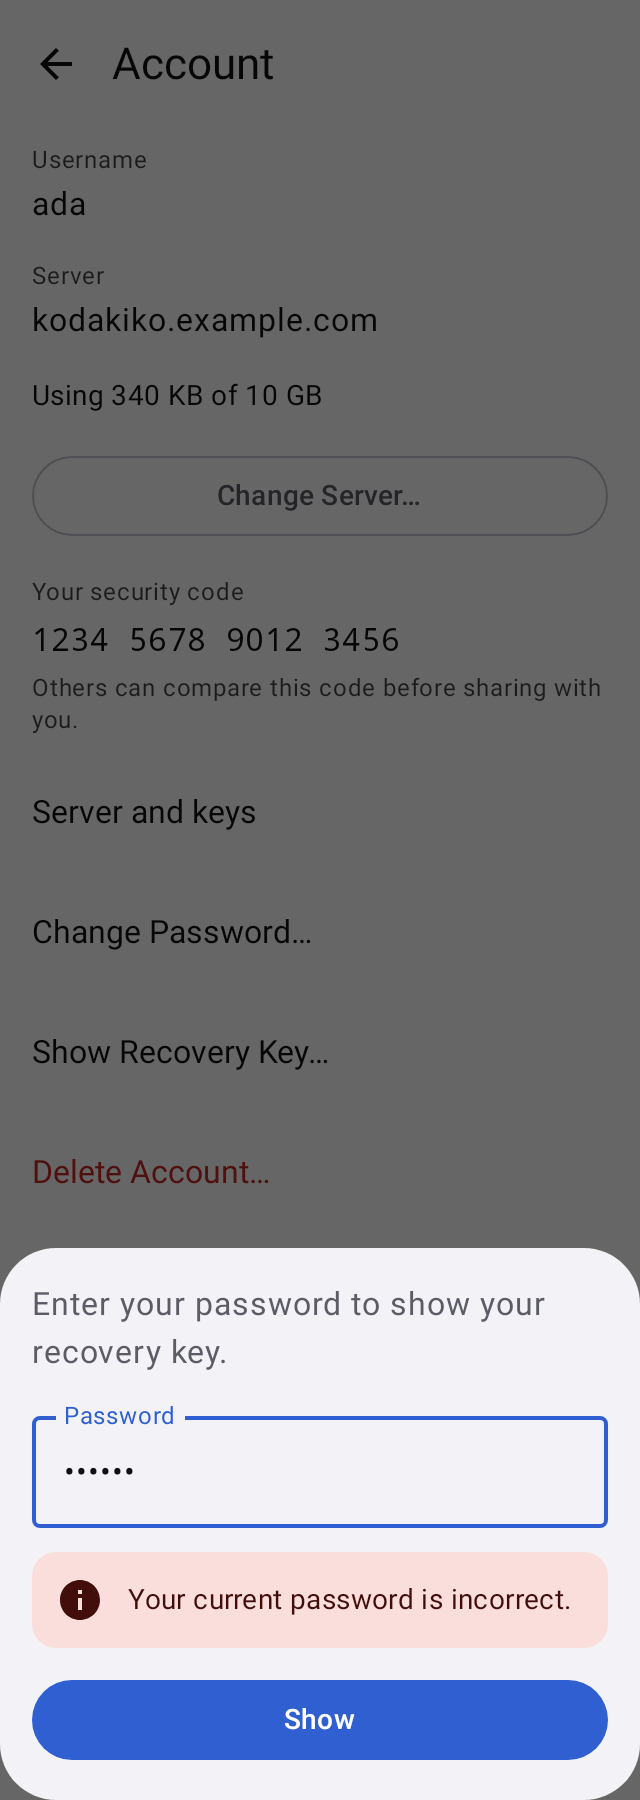 Account
Username
ada
Server
kodakiko.example.com
Using 340 KB of 10 GB
Change Server…
Your security code
1234 5678 9012 3456
Others can compare this code before sharing with
you.
Server and keys
Change Password…
Show Recovery Key…
Delete Account…
Enter your password to show your
recovery key.
Password
••••••
Your current password is incorrect.
Show